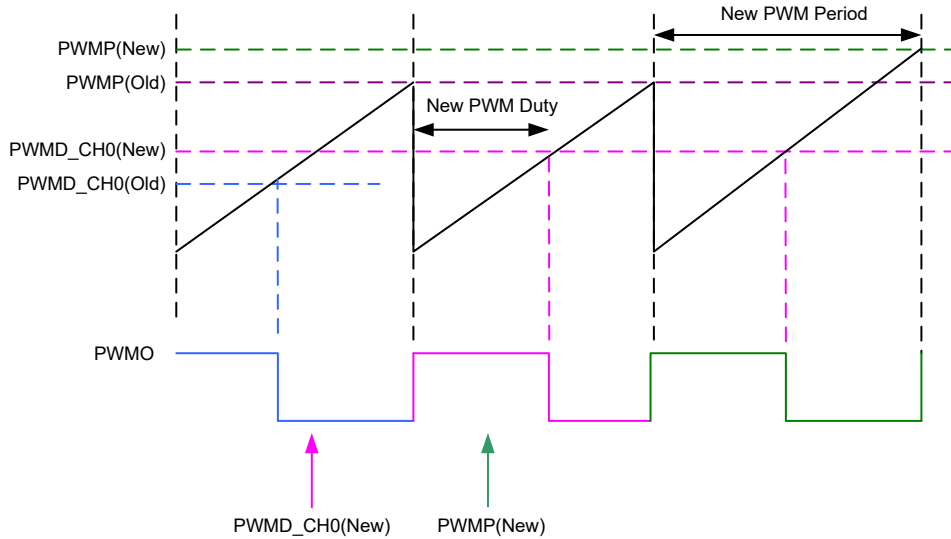 New PWM Period
PWMP(New)
PWMP(Old)
New PWM Duty
PWMD_CH0(New)
PWMD_CH0(Old)
PWMO
PWMD_CH0(New)
PWMP(New)